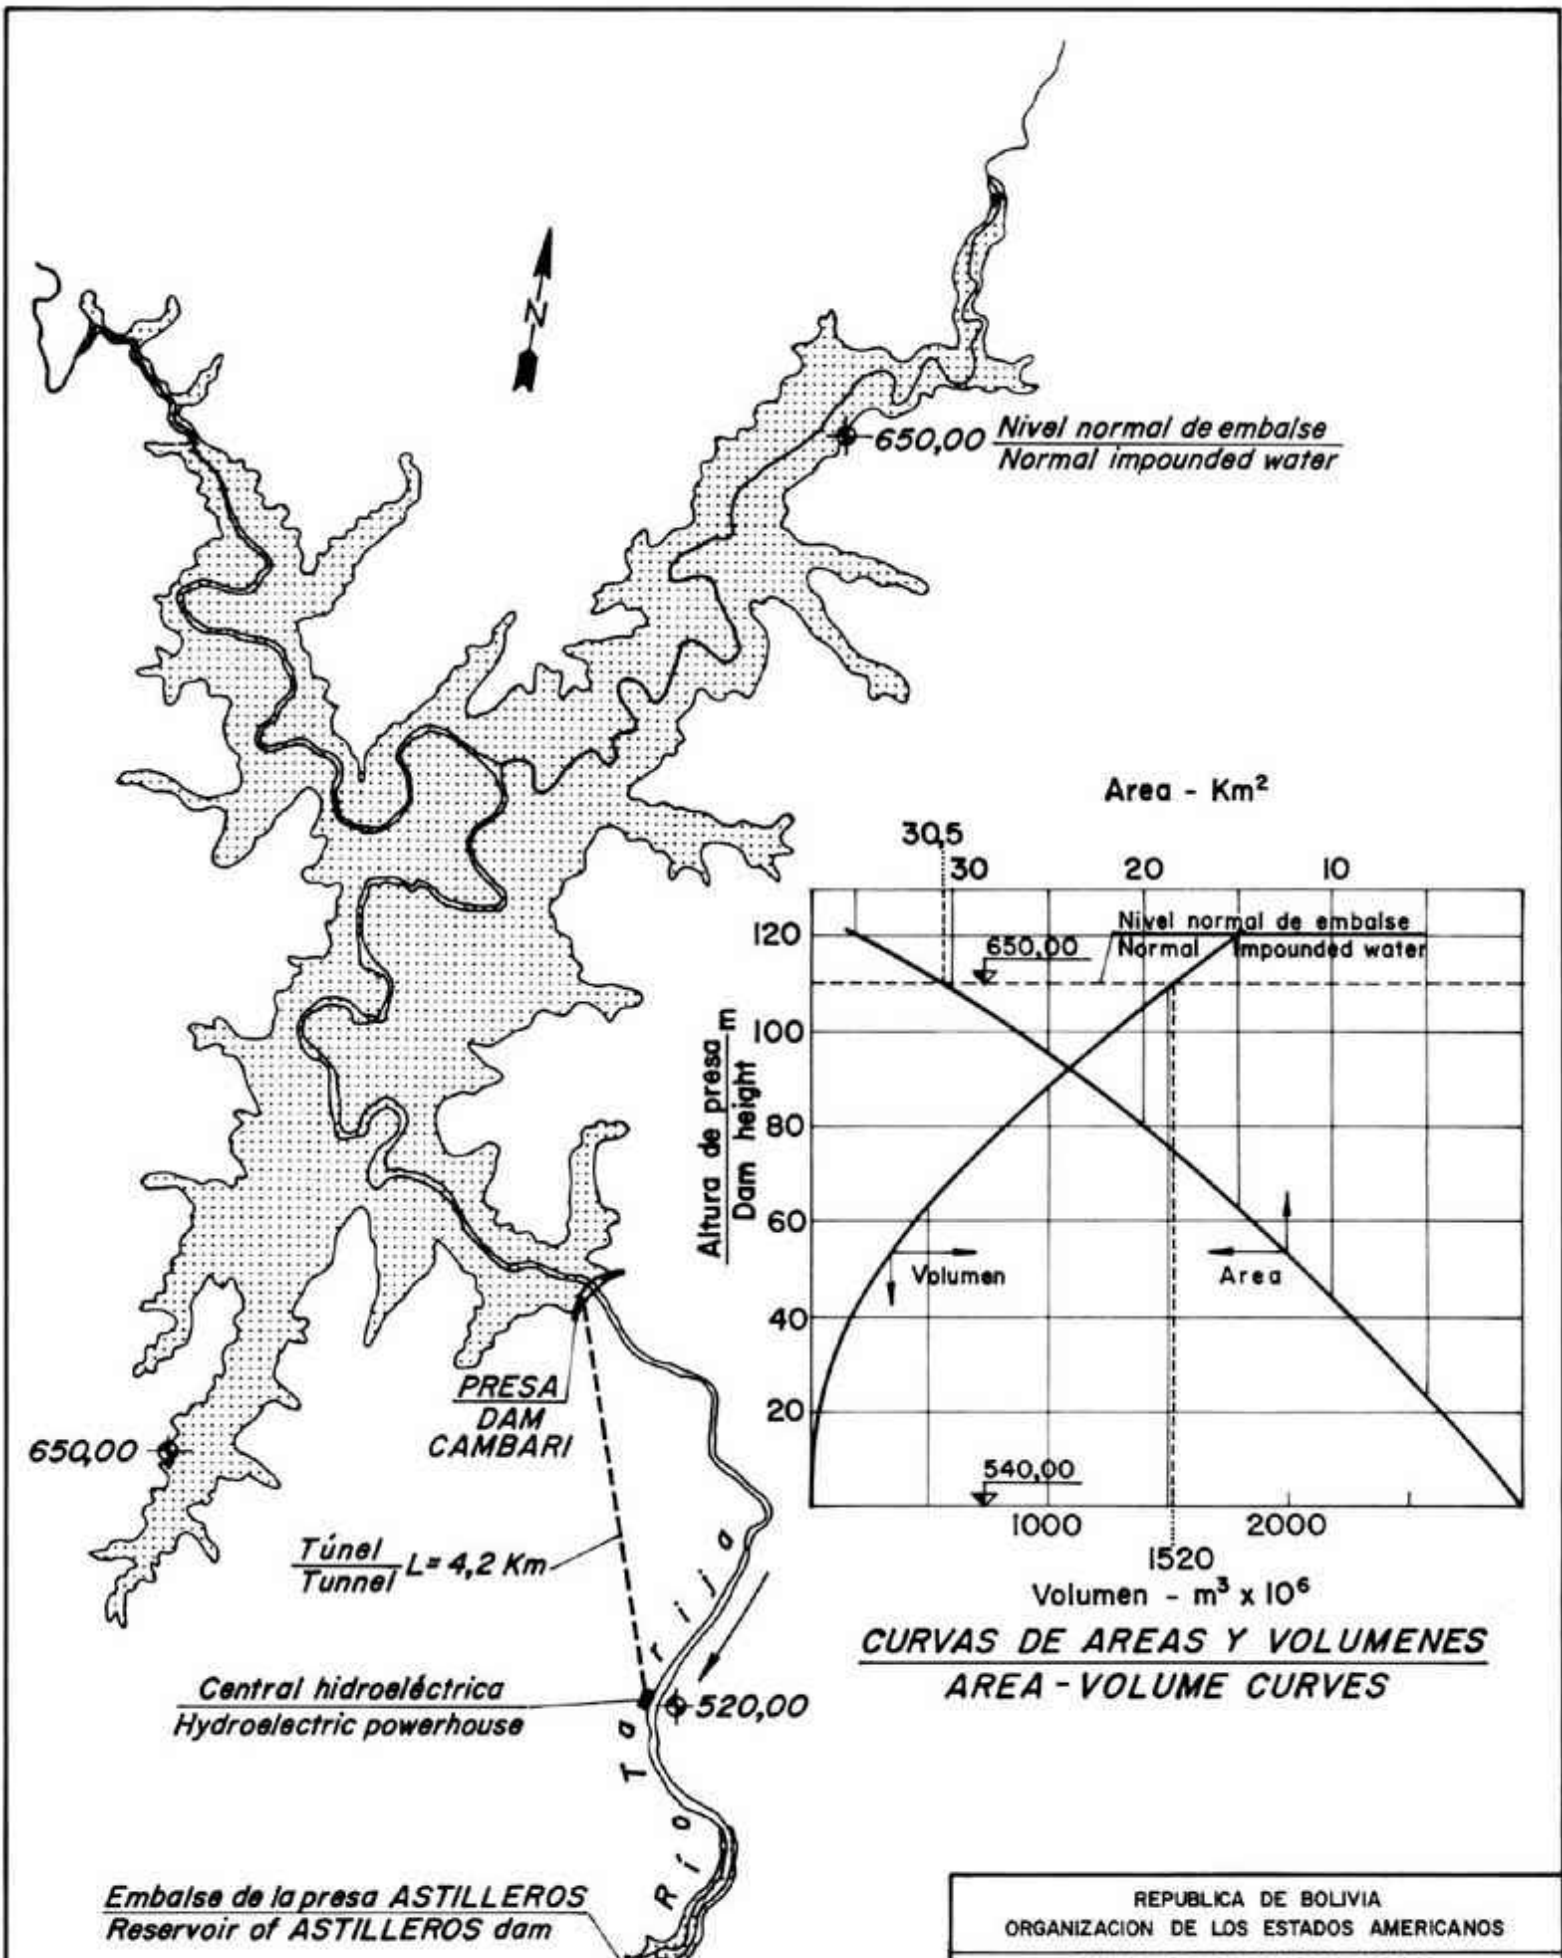 N
650,00 Nivel normal de embalse
Normal impounded water
Area - Km²
30,5
30 20 10
Nivel normal de embalse
Normal impounded water
650,00
120
100
80
60
40
20
Altura de presa
Dam height
m
Volumen
Area
540,00
1000 2000
1520
Volumen - m³ x 10⁶
CURVAS DE AREAS Y VOLUMENES
AREA - VOLUME CURVES
PRESA
DAM
CAMBARI
650,00
Túnel
Tunnel
L= 4,2 Km
Central hidroeléctrica
Hydroelectric powerhouse
520,00
Río Tarija
Embalse de la presa ASTILLEROS
Reservoir of ASTILLEROS dam
REPUBLICA DE BOLIVIA
ORGANIZACION DE LOS ESTADOS AMERICANOS